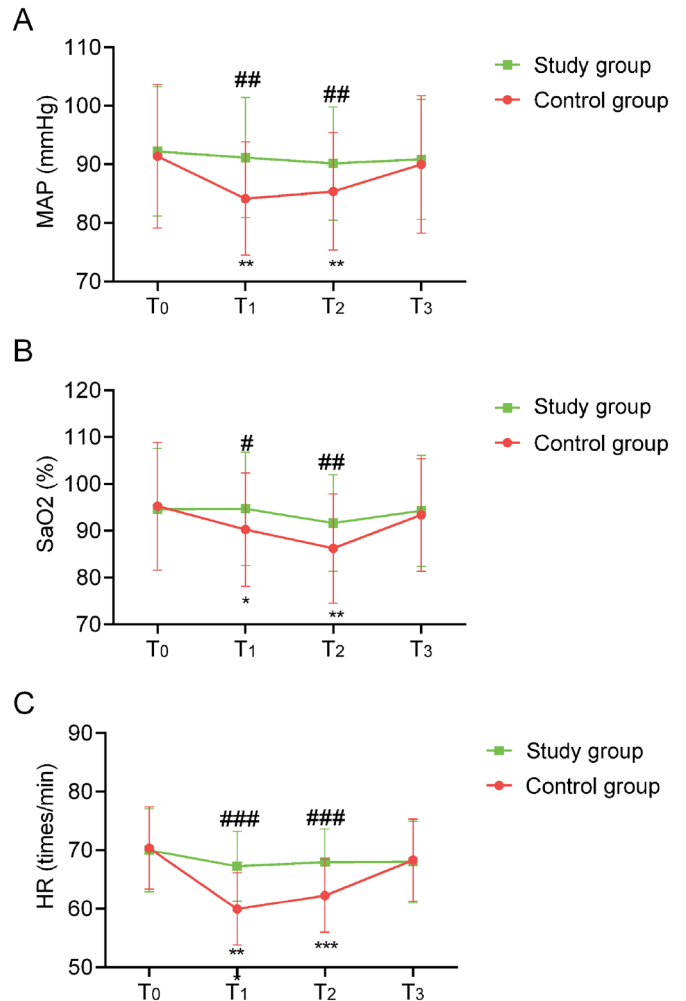 A
MAP (mmHg)
110
100
90
80
70
##
##
**
**
T0
T1
T2
T3
Study group
Control group
B
SaO2 (%)
120
110
100
90
80
70
#
##
*
**
T0
T1
T2
T3
Study group
Control group
C
HR (times/min)
90
80
70
60
50
###
###
**
*
***
T0
T1
T2
T3
Study group
Control group